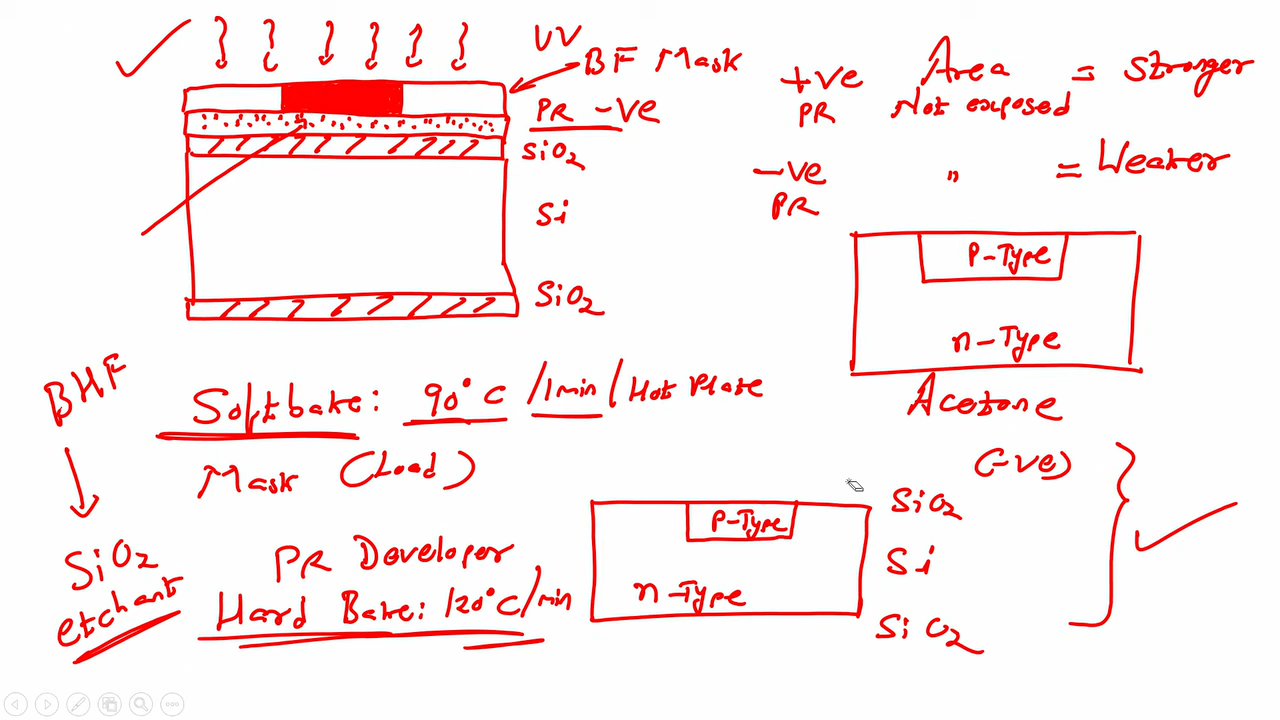 UV
BF Mask
PR -ve
SiO2
Si
SiO2
+ve Area = Stronger
PR Not exposed
-ve " = Weaker
PR
P-Type
n-Type
BHF
SiO2
etchant
Softbake: 90°C /1min/Hot Plate
Mask (Load)
PR Developer
Hard Bake: 120°C/min
Acetone
(-ve)
P-Type
n-Type
SiO2
Si
SiO2